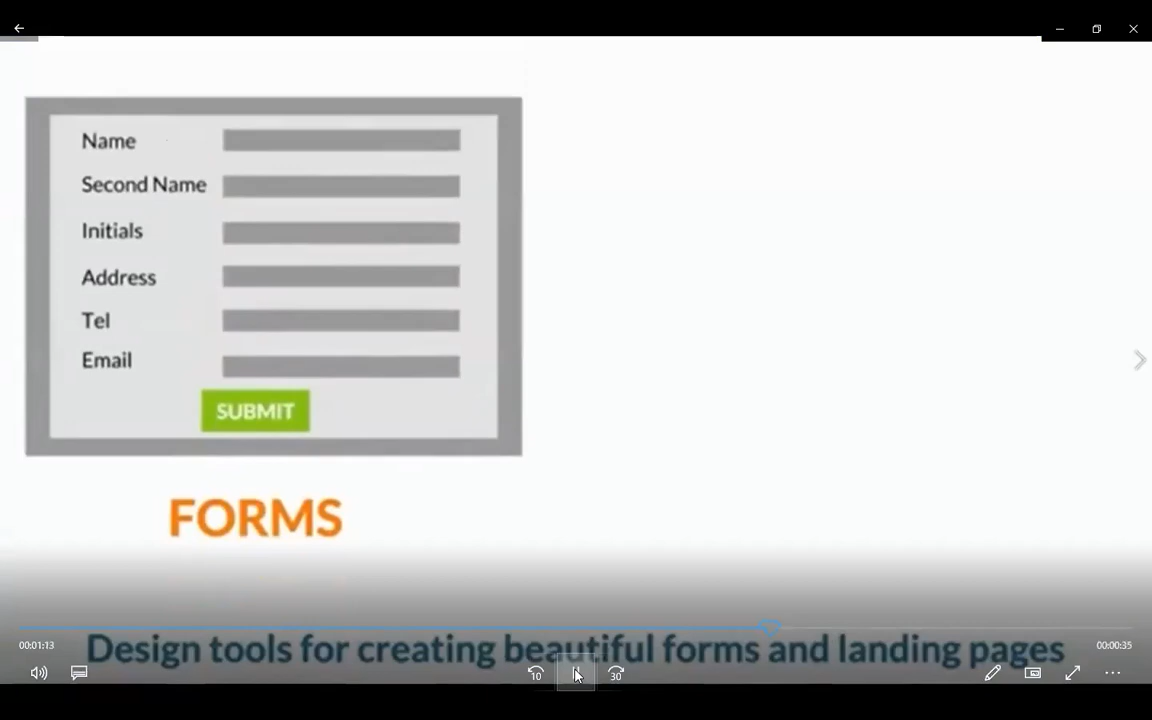 Name
Second Name
Initials
Address
Tel
Email
SUBMIT
FORMS
00:01:13
Design tools for creating beautiful forms and landing pages
00:00:35
10
30